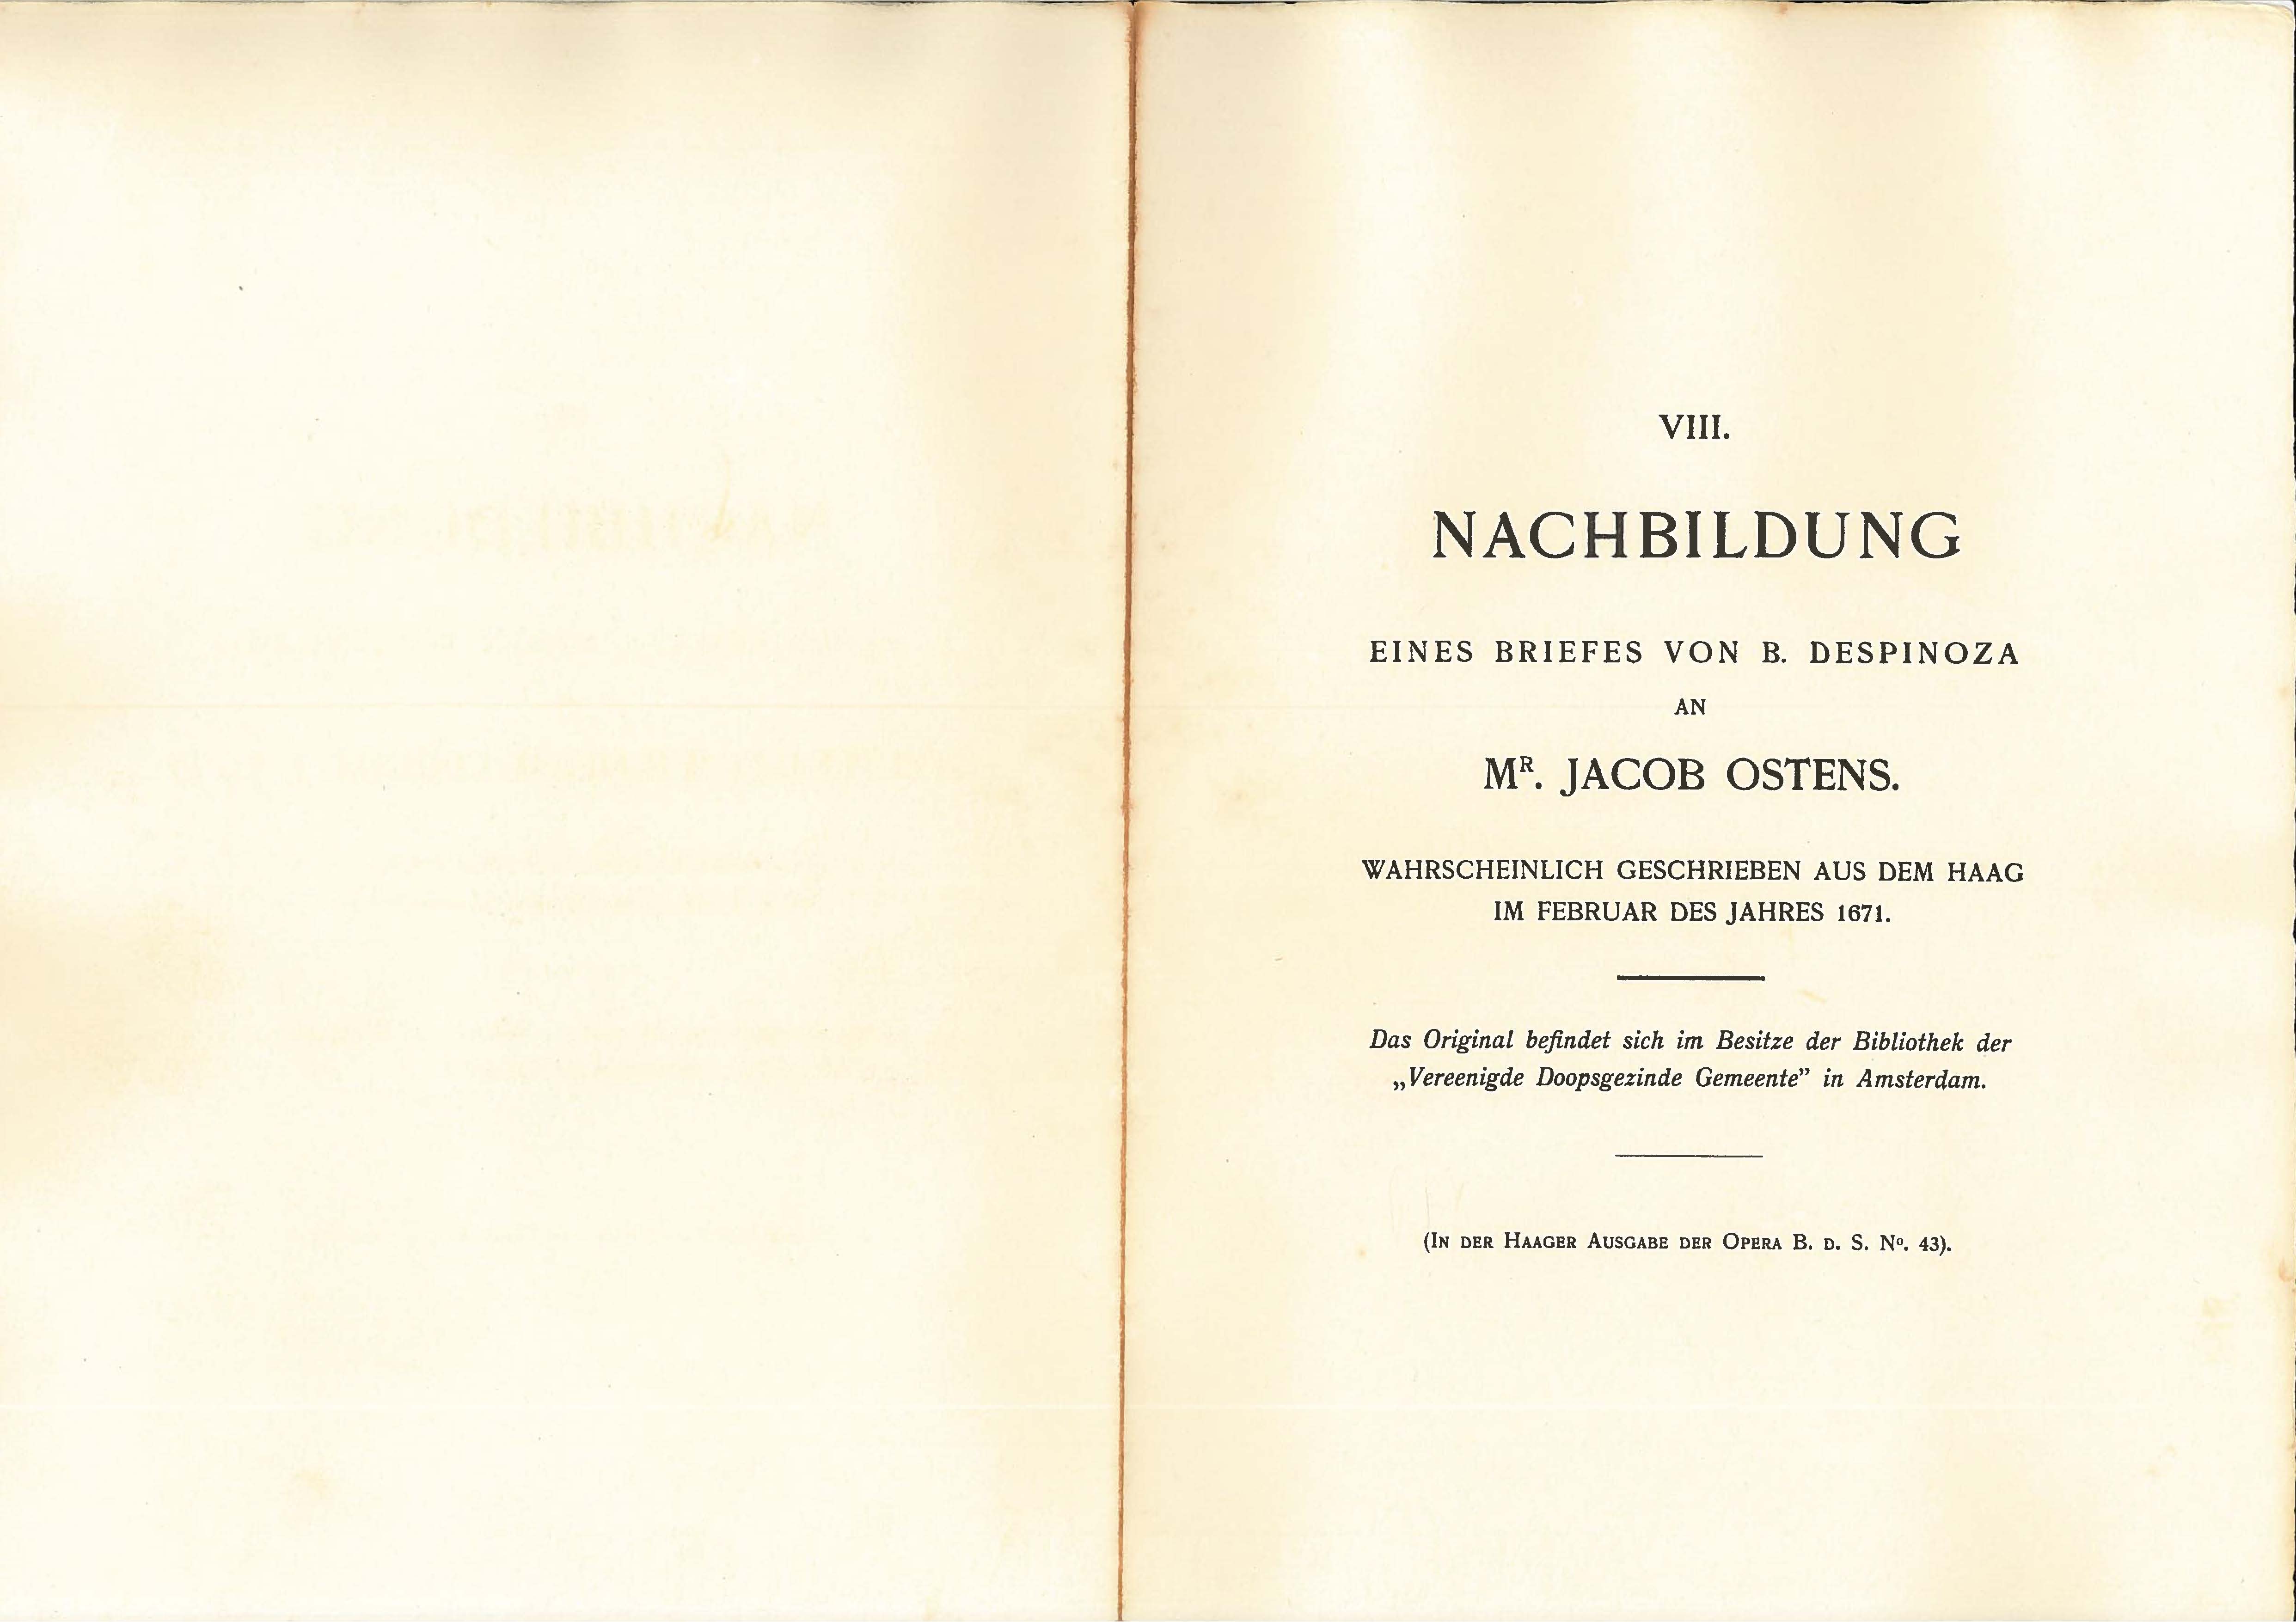 VIII.
NACHBILDUNG
EINES BRIEFES VON B. DESPINOZA
AN
MR. JACOB OSTENS.
WAHRSCHEINLICH GESCHRIEBEN AUS DEM HAAG
IM FEBRUAR DES JAHRES 1671.
Das Original befindet sich im Besitze der Bibliothek der
„Vereenigde Doopsgezinde Gemeente” in Amsterdam.
(IN DER HAAGER AUSGABE DER OPERA B. D. S. Nº. 43).